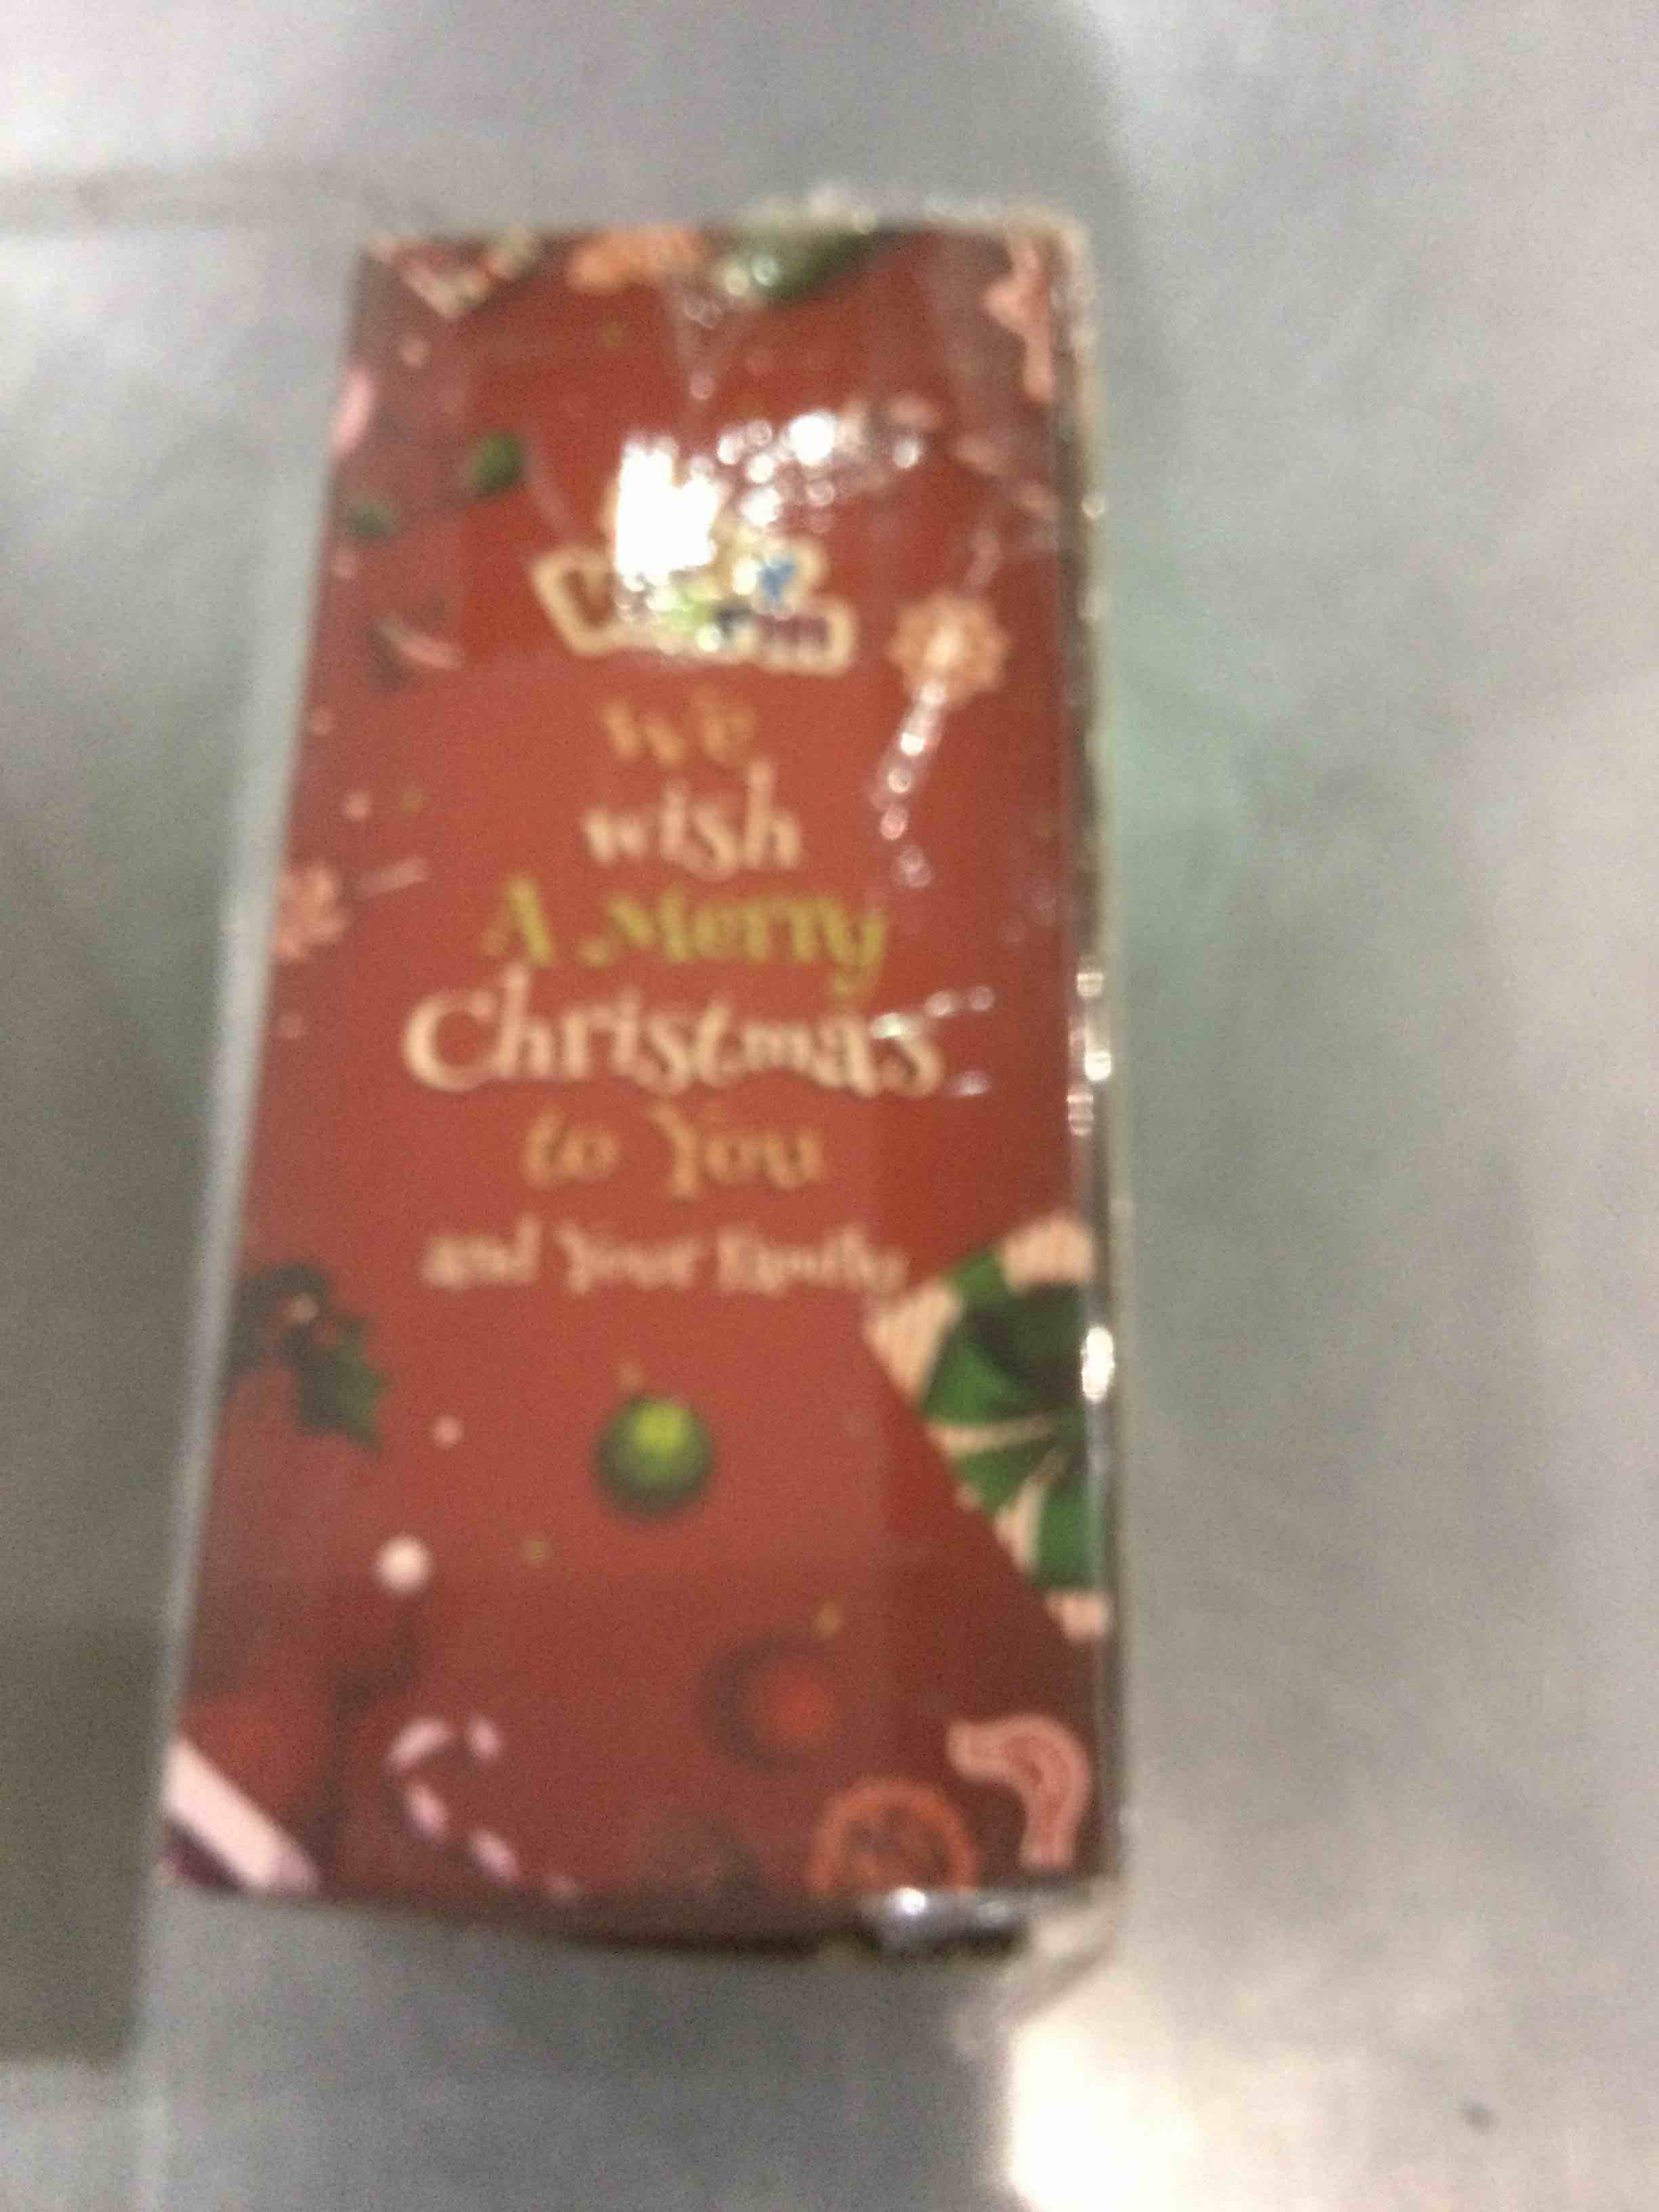 We
wish
A Merry
Christmas
to You
and Your Family